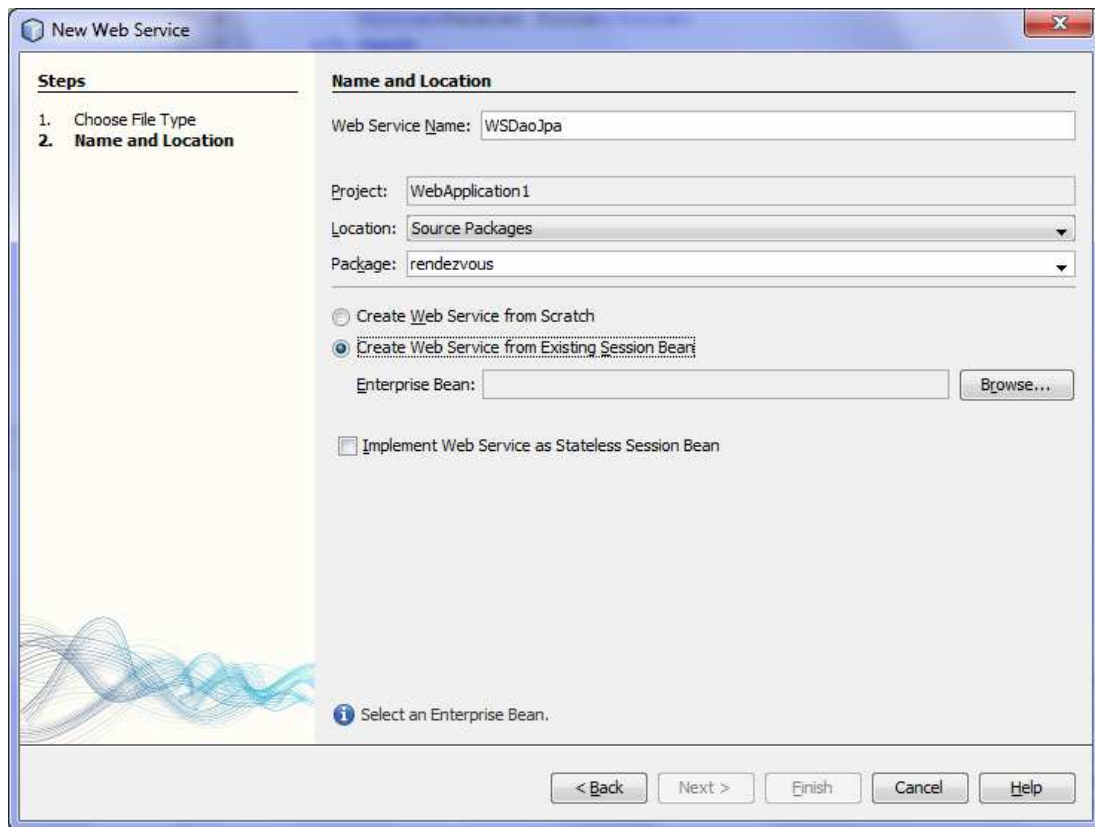 New Web Service
Steps
1. Choose File Type
2. Name and Location
Name and Location
Web Service Name: WSDaoJpa
Project: WebApplication1
Location: Source Packages
Package: rendezvous
Create Web Service from Scratch
Create Web Service from Existing Session Bean
Enterprise Bean: Browse...
Implement Web Service as Stateless Session Bean
Select an Enterprise Bean.
< Back Next > Finish Cancel Help